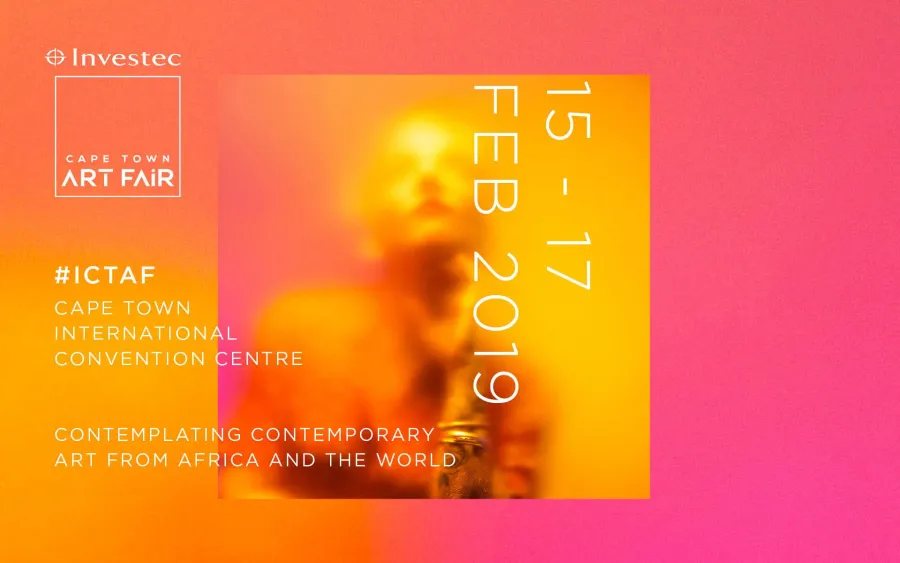 Investec
CAPE TOWN
ART FAIR
15 - 17
FEB 2019
#ICTAF
CAPE TOWN
INTERNATIONAL
CONVENTION CENTRE
CONTEMPLATING CONTEMPORARY
ART FROM AFRICA AND THE WORLD